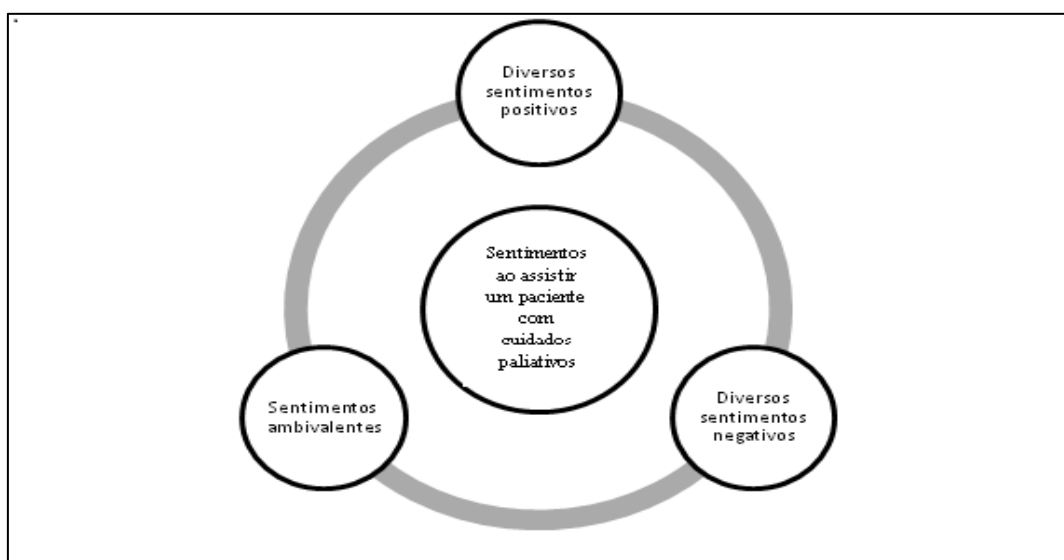 Diversos
sentimentos
positivos
Sentimentos
ao assistir
um paciente
com
cuidados
paliativos
Sentimentos
ambivalentes
Diversos
sentimentos
negativos